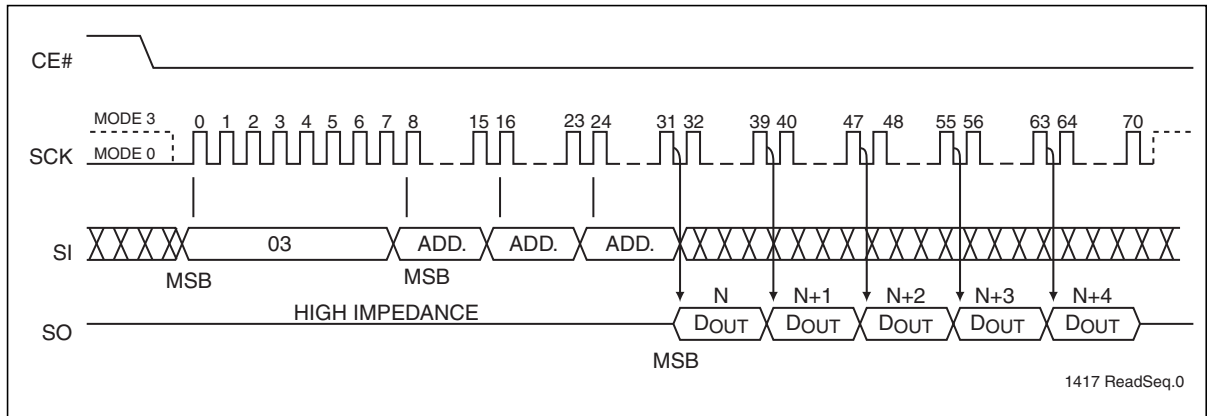 CE#
MODE 3
0 1 2 3 4 5 6 7 8 15 16 23 24 31 32 39 40 47 48 55 56 63 64 70
SCK
MODE 0
SI
03 ADD. ADD. ADD.
MSB MSB
N N+1 N+2 N+3 N+4
HIGH IMPEDANCE
SO
DOUT DOUT DOUT DOUT DOUT
MSB
1417 ReadSeq.0